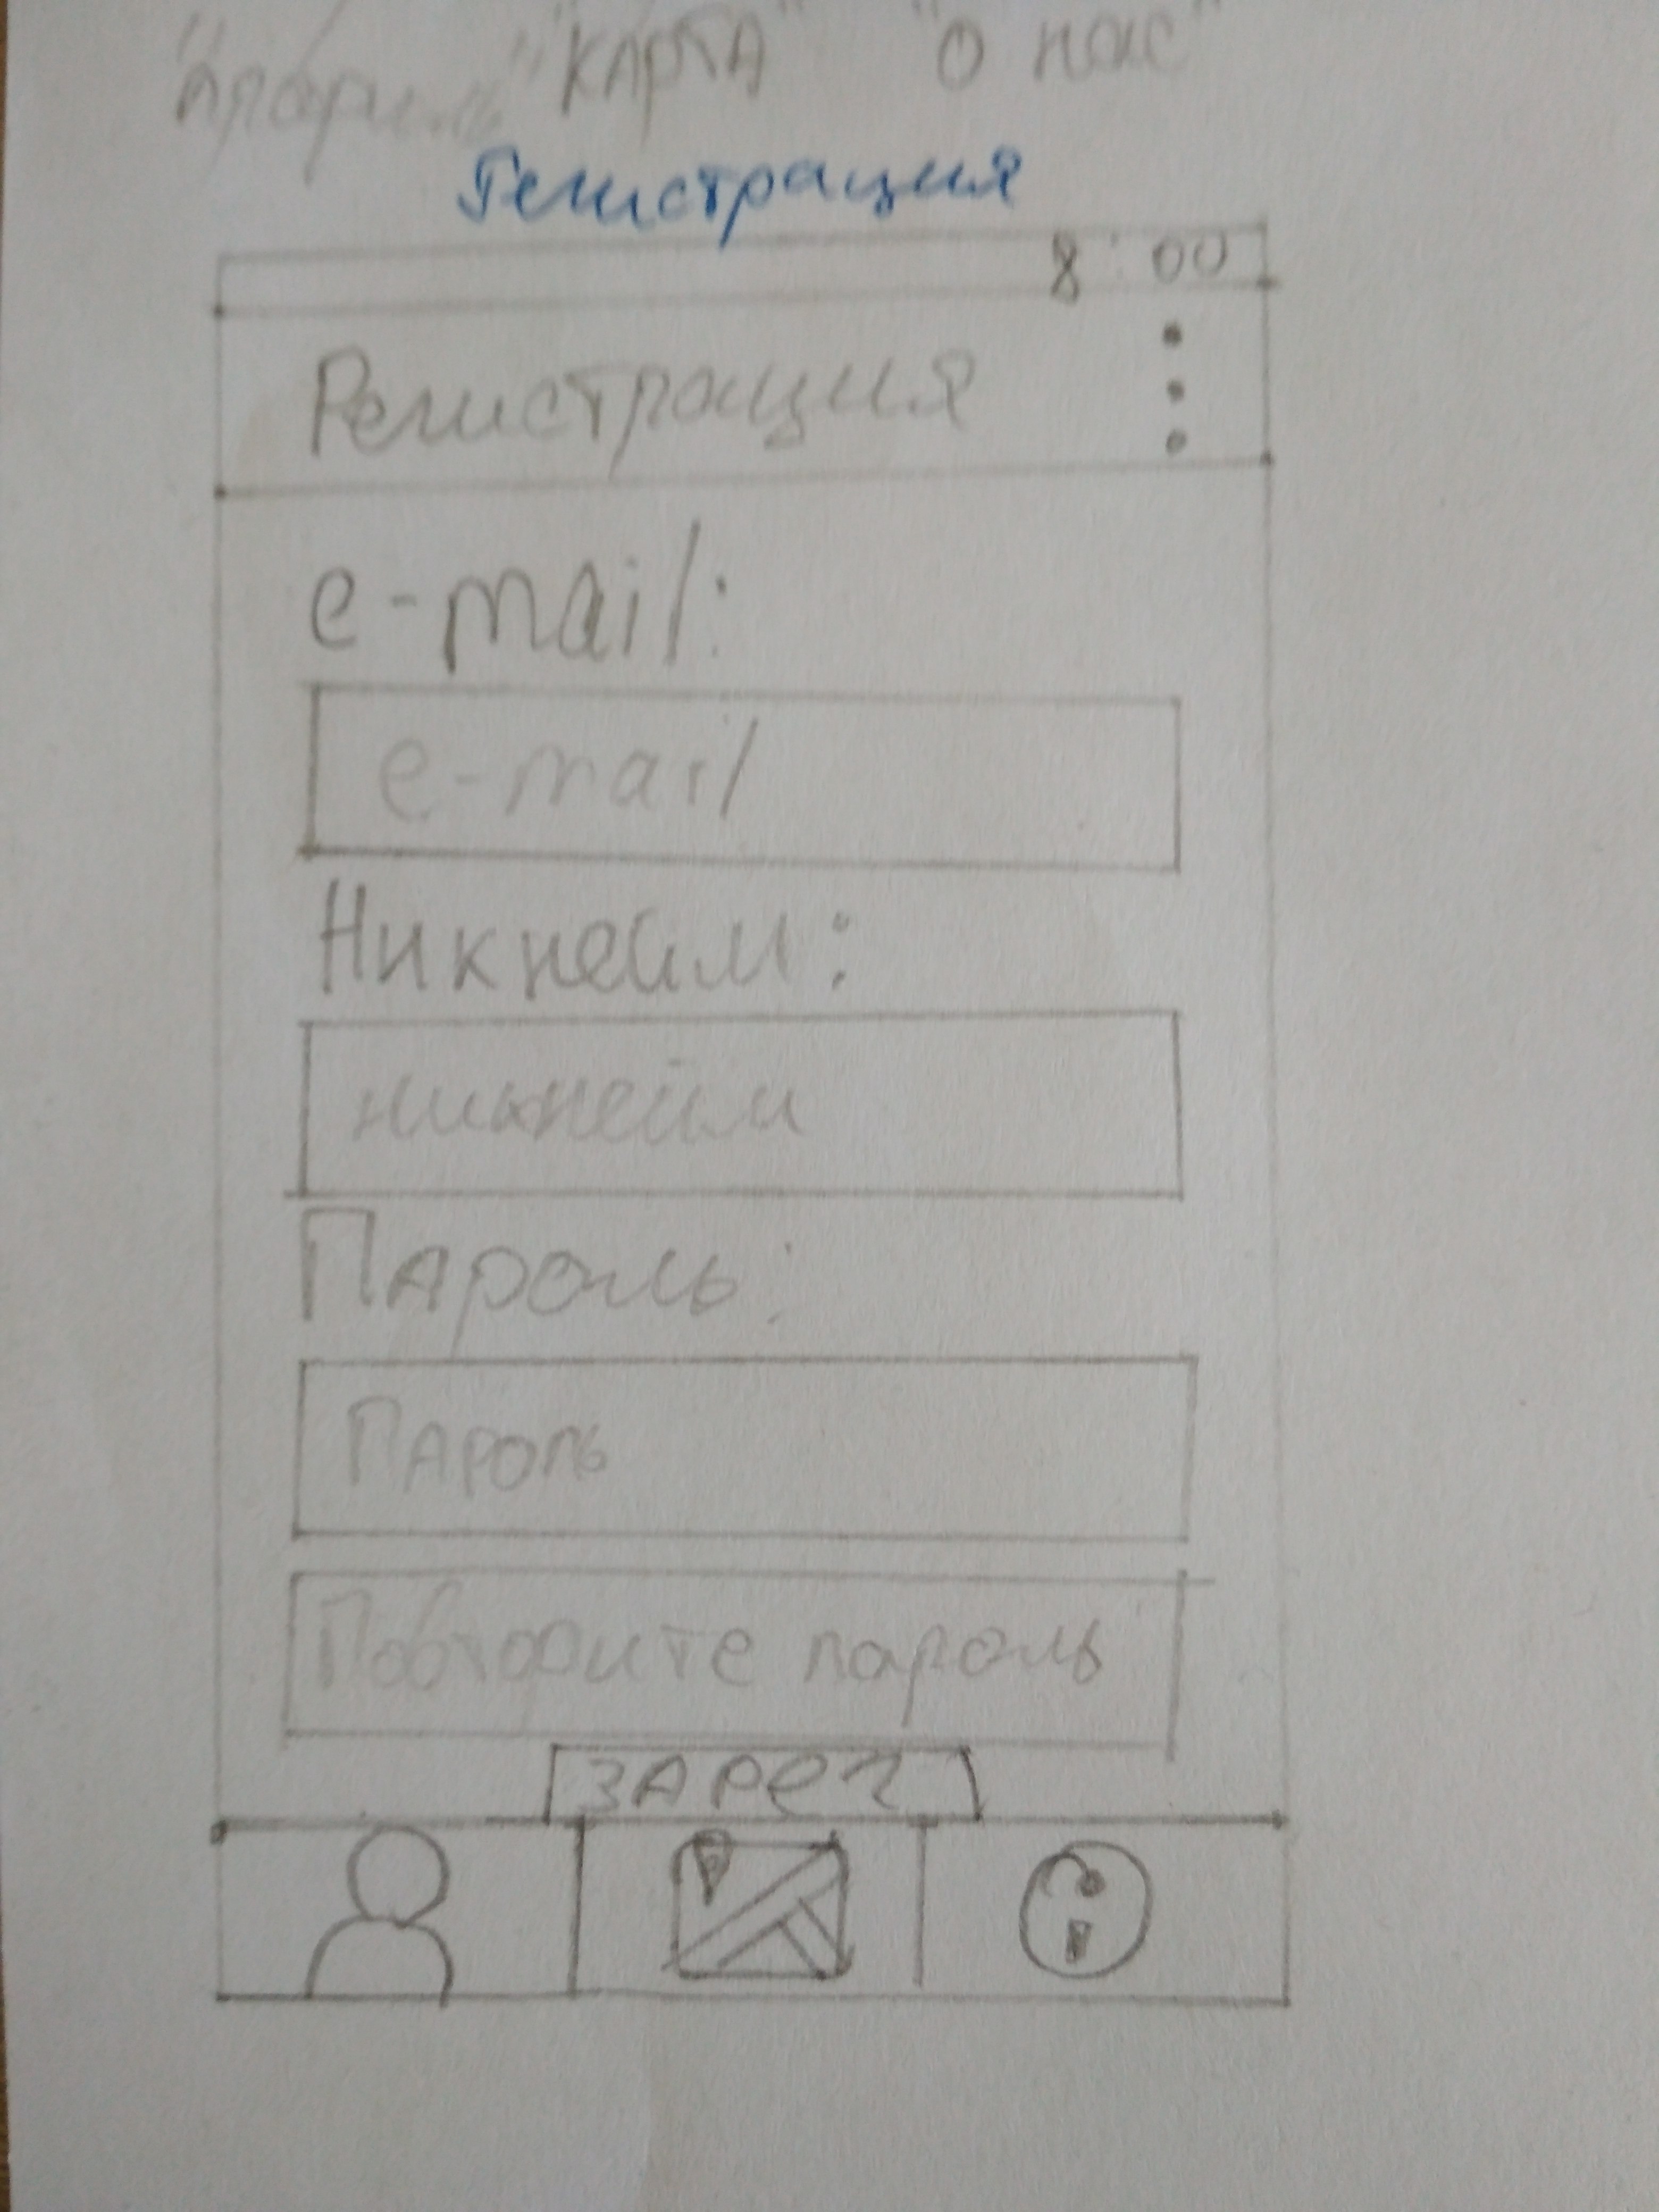 "Профиль" "КАРТА" "О нас"
Регистрация
8:00
Регистрация
e-mail:
e-mail
Никнейм:
никнейм
Пароль:
Пароль
Повторите пароль
ЗАРЕГ